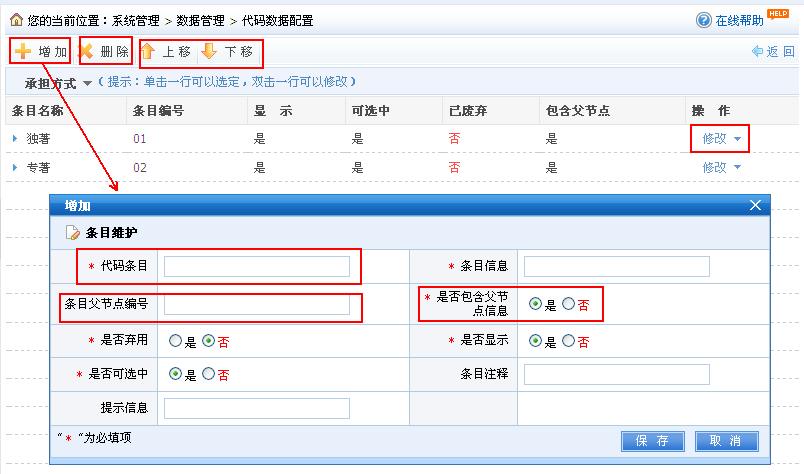 您的当前位置：系统管理 > 数据管理 > 代码数据配置 在线帮助 HELP
增加 删除 上移 下移 返回
承担方式 （提示：单击一行可以选定，双击一行可以修改）
条目名称 条目编号 显 示 可选中 已废弃 包含父节点 操 作
独著 01 是 是 否 是 修改
专著 02 是 是 否 是 修改
增加
条目维护
* 代码条目 * 条目信息
条目父节点编号 * 是否包含父节点信息 是 否
* 是否弃用 是 否 * 是否显示 是 否
* 是否可选中 是 否 条目注释
提示信息
“ * “为必填项 保 存 取 消